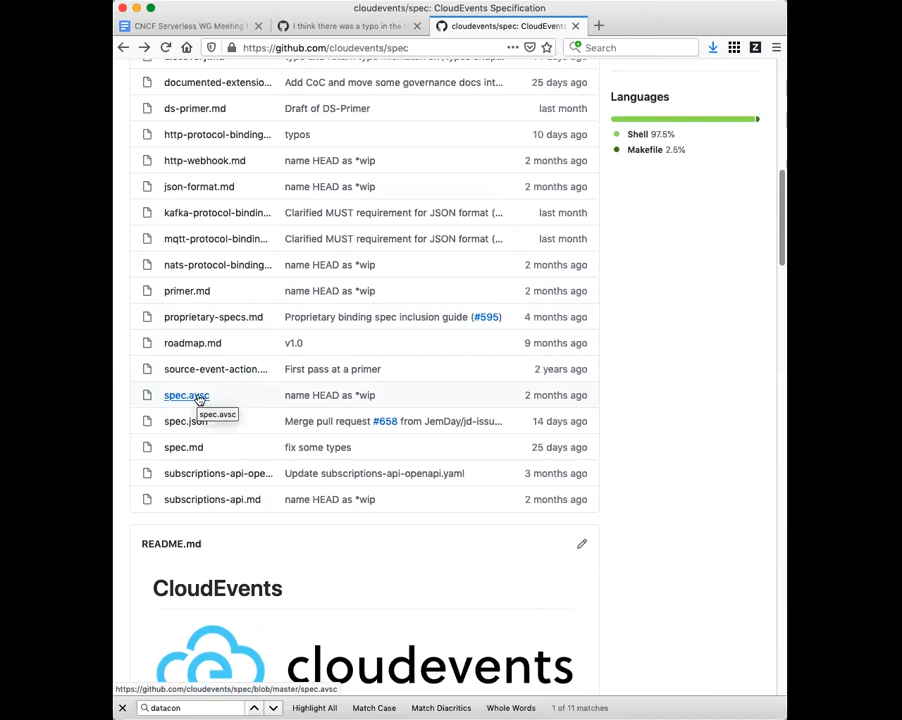 cloudevents/spec: CloudEvents Specification
CNCF Serverless WG Meeting
I think there was a typo in the
cloudevents/spec: CloudEvents
https://github.com/cloudevents/spec
Search
documented-extensio... Add CoC and move some governance docs int... 25 days ago
ds-primer.md Draft of DS-Primer last month
http-protocol-binding... typos 10 days ago
http-webhook.md name HEAD as *wip 2 months ago
json-format.md name HEAD as *wip 2 months ago
kafka-protocol-bindin... Clarified MUST requirement for JSON format (... last month
mqtt-protocol-bindin... Clarified MUST requirement for JSON format (... last month
nats-protocol-binding... name HEAD as *wip 2 months ago
primer.md name HEAD as *wip 2 months ago
proprietary-specs.md Proprietary binding spec inclusion guide (#595) 4 months ago
roadmap.md v1.0 9 months ago
source-event-action.... First pass at a primer 2 years ago
spec.avsc name HEAD as *wip 2 months ago
spec.avsc
spec.json Merge pull request #658 from JemDay/jd-issu... 14 days ago
spec.md fix some types 25 days ago
subscriptions-api-ope... Update subscriptions-api-openapi.yaml 3 months ago
subscriptions-api.md name HEAD as *wip 2 months ago
Languages
Shell 97.5%
Makefile 2.5%
README.md
CloudEvents
cloudevents
https://github.com/cloudevents/spec/blob/master/spec.avsc
datacon
Highlight All Match Case Match Diacritics Whole Words 1 of 11 matches